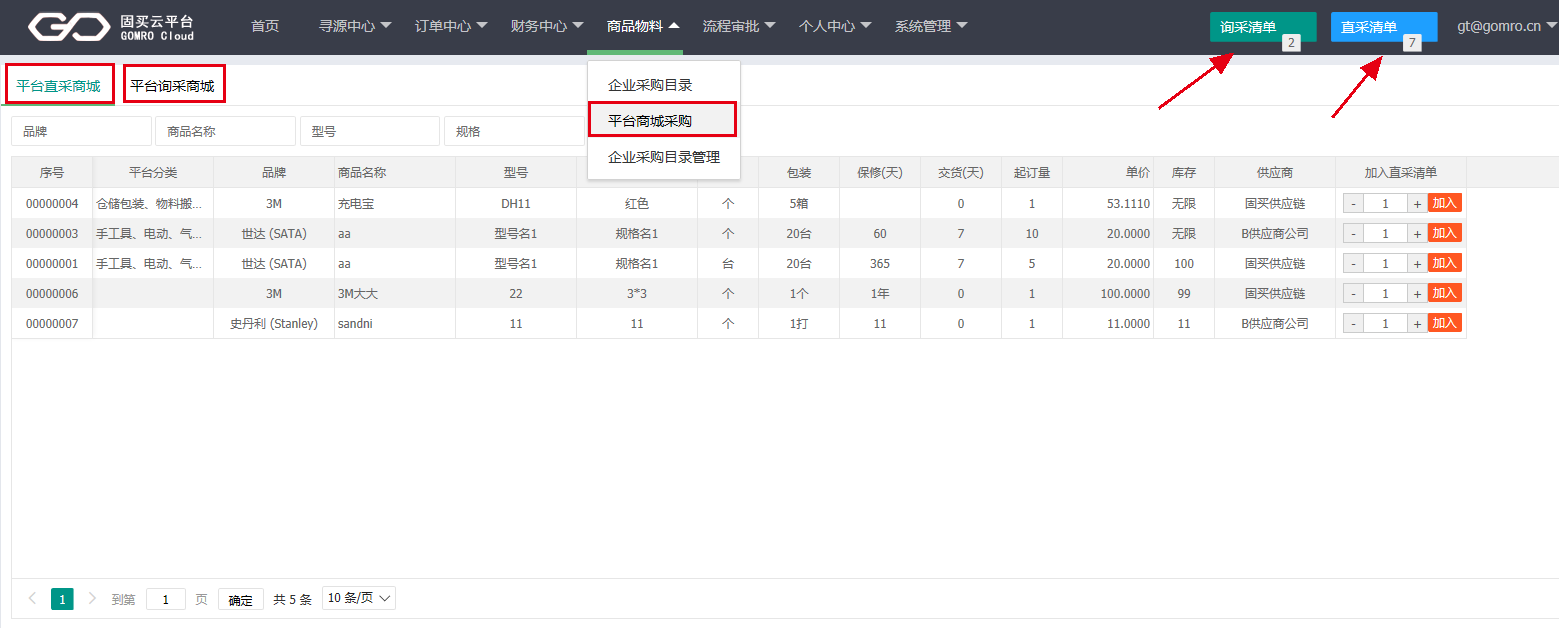 GO 固买云平台 GOMRO Cloud 首页 寻源中心 订单中心 财务中心 商品物料 流程审批 个人中心 系统管理 询采清单 2 直采清单 7 gt@gomro.cn
平台直采商城 平台询采商城
企业采购目录
平台商城采购
企业采购目录管理
品牌 商品名称 型号 规格
序号 平台分类 品牌 商品名称 型号 包装 保修(天) 交货(天) 起订量 单价 库存 供应商 加入直采清单
00000004 仓储包装、物料搬... 3M 充电宝 DH11 红色 个 5箱 0 1 53.1110 无限 固买供应链 - 1 + 加入
00000003 手工具、电动、气... 世达 (SATA) aa 型号名1 规格名1 个 20台 60 7 10 20.0000 无限 B供应商公司 - 1 + 加入
00000001 手工具、电动、气... 世达 (SATA) aa 型号名1 规格名1 台 20台 365 7 5 20.0000 100 固买供应链 - 1 + 加入
00000006 3M 3M大大 22 3*3 个 1个 1年 0 1 100.0000 99 固买供应链 - 1 + 加入
00000007 史丹利 (Stanley) sandni 11 11 个 1打 11 0 1 11.0000 11 B供应商公司 - 1 + 加入
1 到第 1 页 确定 共 5 条 10 条/页